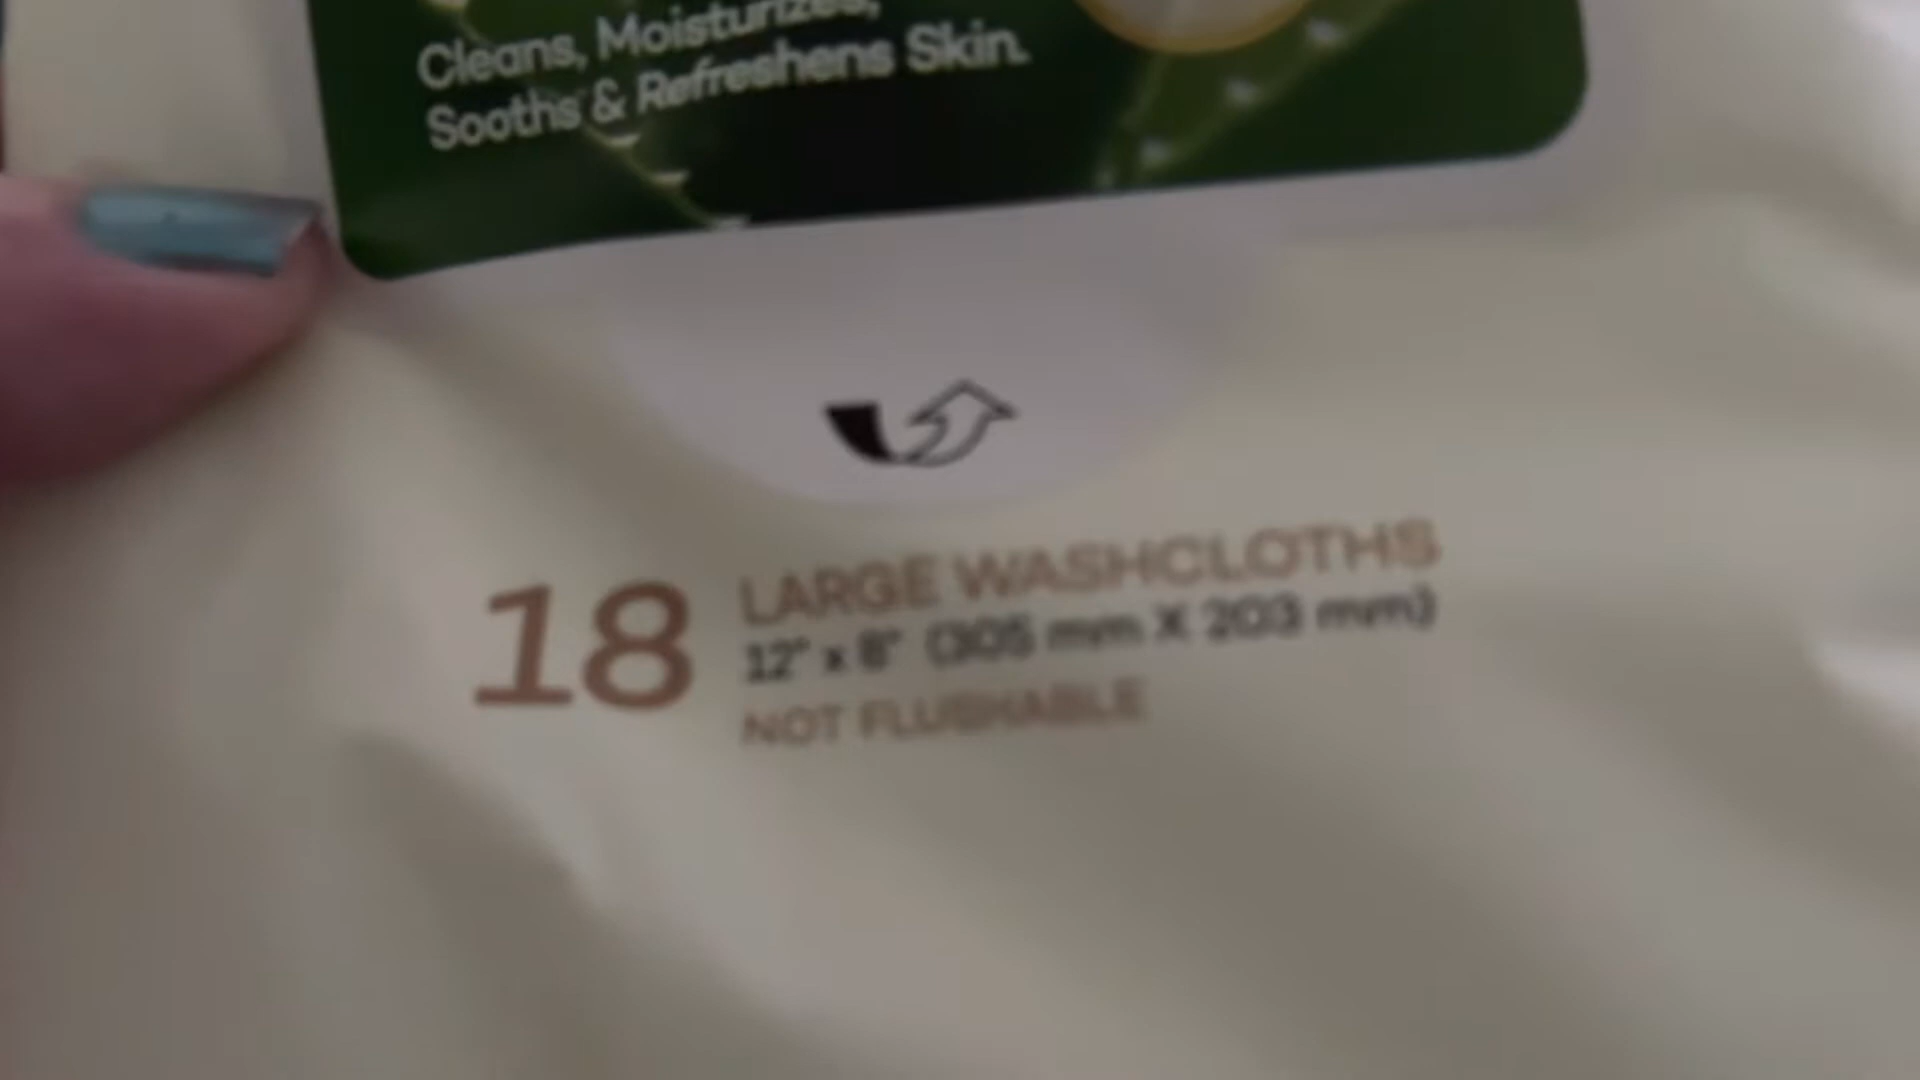 Cleans, Moisturizes,
Sooths & Refreshens Skin.
18
LARGE WASHCLOTHS
12" x 8" (305 mm X 203 mm)
NOT FLUSHABLE